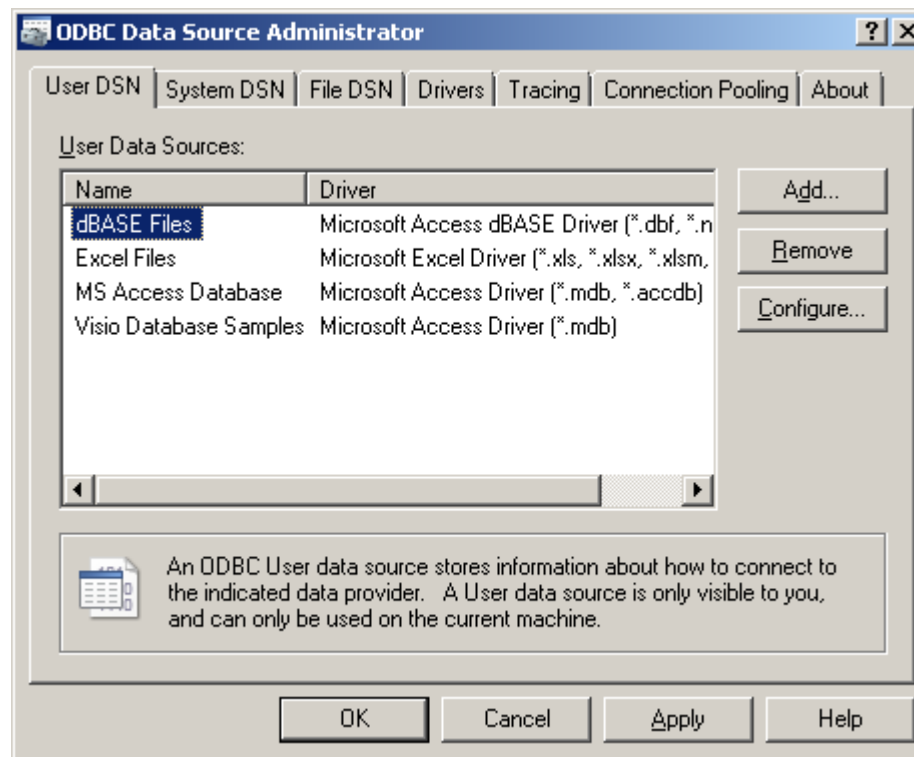 ODBC Data Source Administrator
User DSN System DSN File DSN Drivers Tracing Connection Pooling About
User Data Sources:
Name Driver
dBASE Files Microsoft Access dBASE Driver (*.dbf, *.n
Excel Files Microsoft Excel Driver (*.xls, *.xlsx, *.xlsm,
MS Access Database Microsoft Access Driver (*.mdb, *.accdb)
Visio Database Samples Microsoft Access Driver (*.mdb)
Add...
Remove
Configure...
An ODBC User data source stores information about how to connect to
the indicated data provider. A User data source is only visible to you,
and can only be used on the current machine.
OK Cancel Apply Help